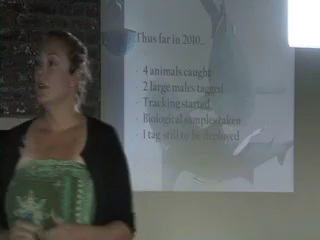 Thus far in 2010...
- 4 animals caught
- 2 large males tagged
- Tracking started
- Biological samples taken
- 1 tag still to be deployed